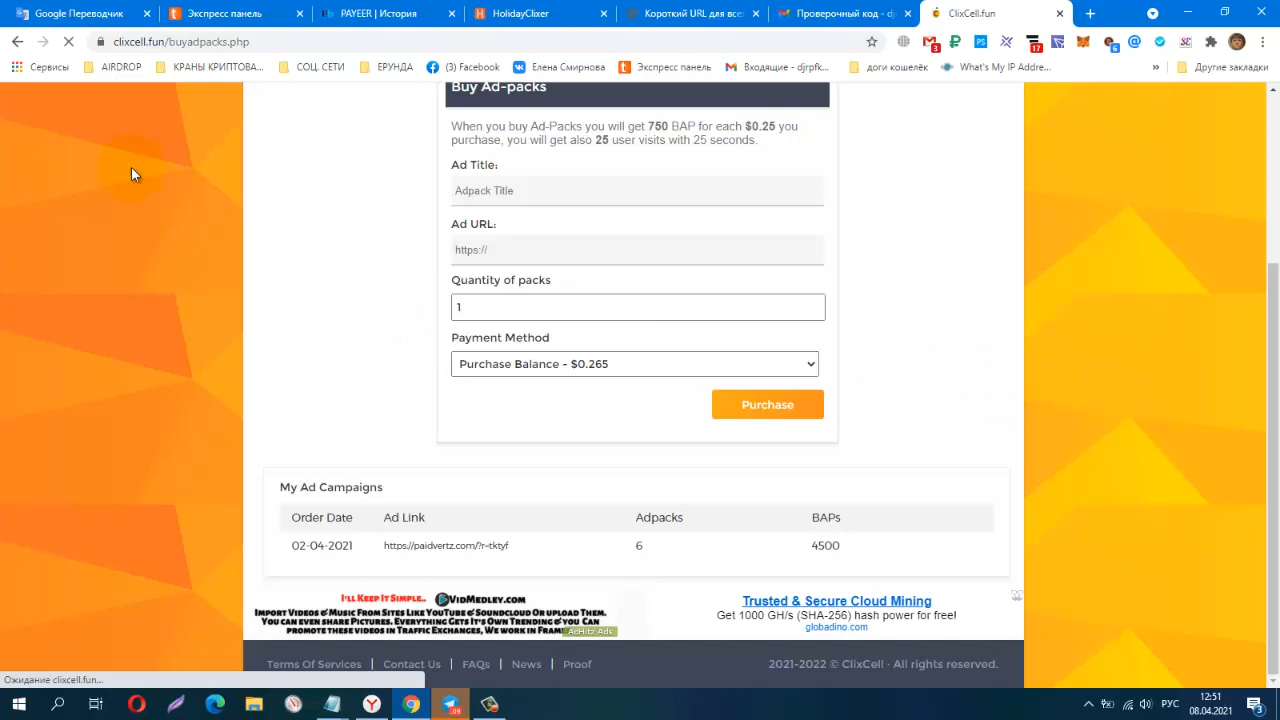 Google Переводчик
Экспресс панель
PAYEER | История
HolidayClixer
Короткий URL для все
Проверочный код - dj
ClixCell.fun
clixcell.fun/buyadpacks.php
3
17
6
Сервисы
AIRDROP
КРАНЫ КРИПТОВА...
СОЦ. СЕТИ
ЕРУНДА
(3) Facebook
Елена Смирнова
Экспресс панель
Входящие - djrpfk...
доги кошелёк
What's My IP Addre...
»
Другие закладки
Buy Ad-packs
When you buy Ad-Packs you will get 750 BAP for each $0.25 you
purchase, you will get also 25 user visits with 25 seconds.
Ad Title:
Adpack Title
Ad URL:
https://
Quantity of packs
1
Payment Method
Purchase Balance - $0.265
Purchase
My Ad Campaigns
Order Date Ad Link Adpacks BAPs
02-04-2021 https://paidvertz.com/?r=tktyf 6 4500
I'll Keep It Simple.. VidMedley.com
Import Videos & Music From Sites Like YouTube & Soundcloud Or upload them.
You can even share Pictures. Everything Gets It's Own Trending & You Can
Promote these videos in Traffic Exchanges, We work in Fram
AdHitz Ads
Trusted & Secure Cloud Mining
Get 1000 GH/s (SHA-256) hash power for free!
globadino.com
Terms Of Services | Contact Us | FAQs | News | Proof
2021-2022 © ClixCell · All rights reserved.
Ожидание clixcell.fun...
РУС
12:51
08.04.2021
3